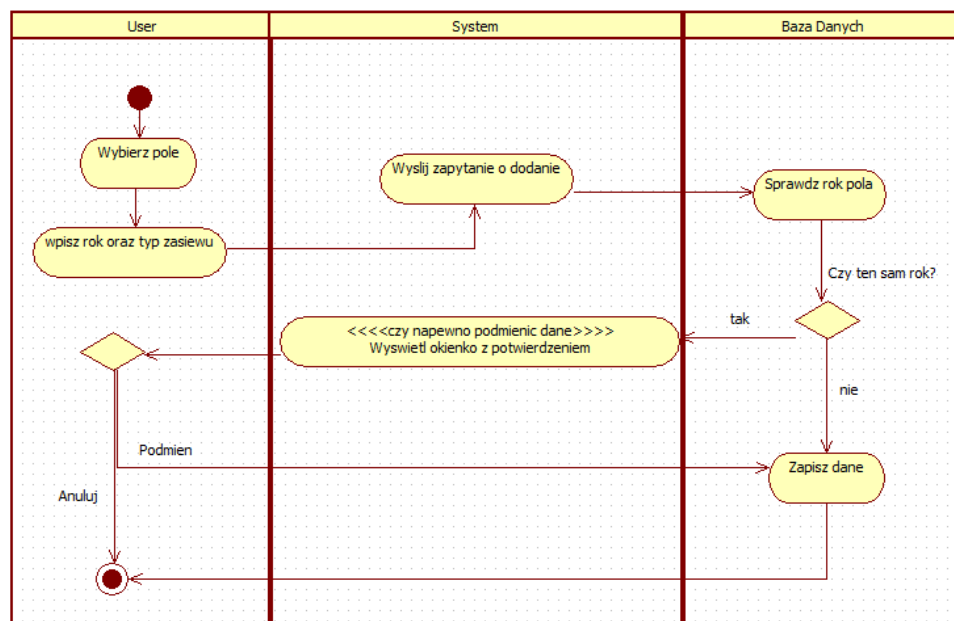 User
System
Baza Danych
Wybierz pole
Wyslij zapytanie o dodanie
Sprawdz rok pola
wpisz rok oraz typ zasiewu
Czy ten sam rok?
<<<<czy napewno podmienic dane>>>>
Wyswietl okienko z potwierdzeniem
tak
nie
Podmien
Zapisz dane
Anuluj